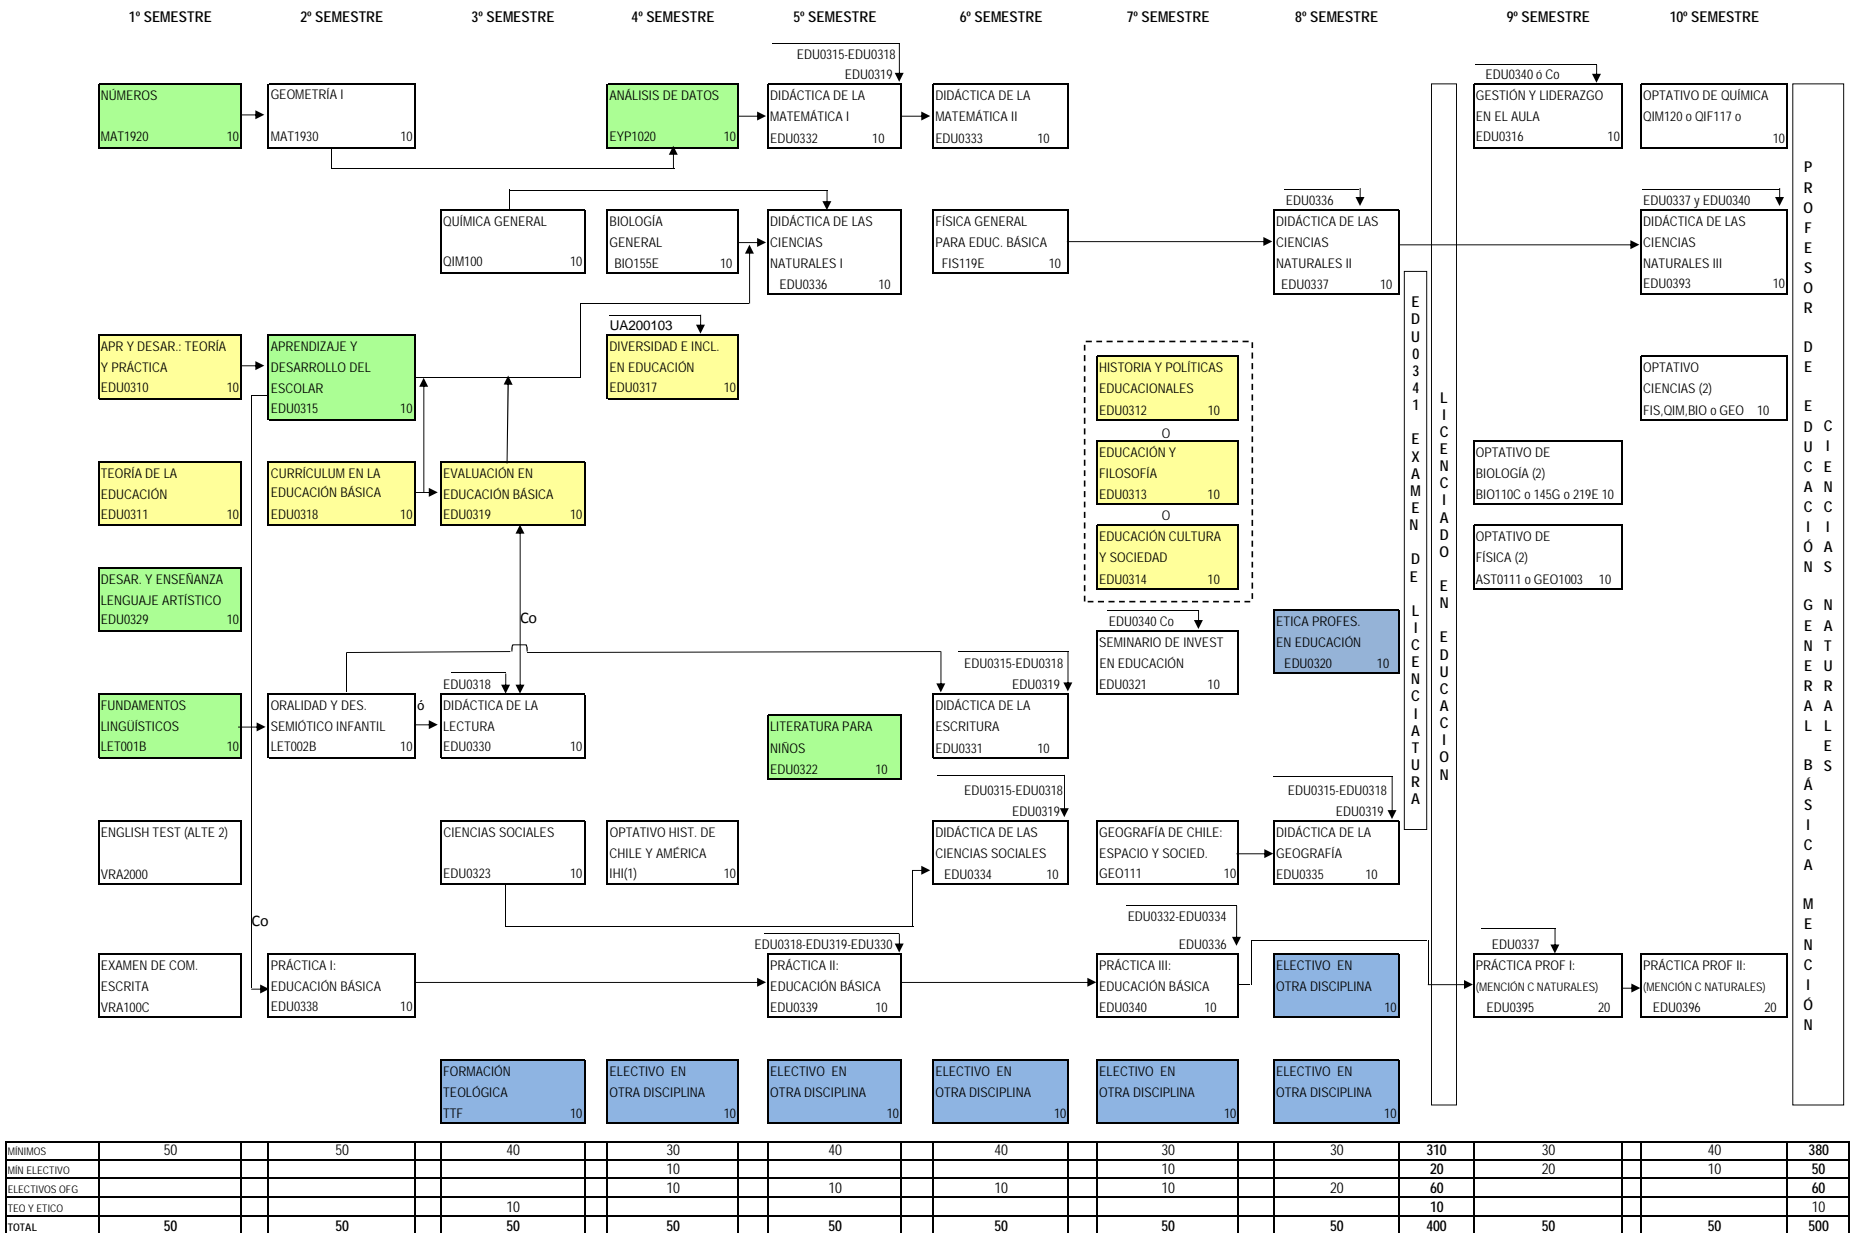 1º SEMESTRE 2º SEMESTRE 3º SEMESTRE 4º SEMESTRE 5º SEMESTRE 6º SEMESTRE 7º SEMESTRE 8º SEMESTRE 9º SEMESTRE 10º SEMESTRE
EDU0315-EDU0318
EDU0319
EDU0340 ó Co
NÚMEROS
MAT1920 10
GEOMETRÍA I
MAT1930 10
ANÁLISIS DE DATOS
EYP1020 10
DIDÁCTICA DE LA
MATEMÁTICA I
EDU0332 10
DIDÁCTICA DE LA
MATEMÁTICA II
EDU0333 10
GESTIÓN Y LIDERAZGO
EN EL AULA
EDU0316 10
OPTATIVO DE QUÍMICA
QIM120 o QIF117 o
10
QUÍMICA GENERAL
QIM100 10
BIOLOGÍA
GENERAL
BIO155E 10
DIDÁCTICA DE LAS
CIENCIAS
NATURALES I
EDU0336 10
FÍSICA GENERAL
PARA EDUC. BÁSICA
FIS119E 10
EDU0336
DIDÁCTICA DE LAS
CIENCIAS
NATURALES II
EDU0337 10
EDU0337 y EDU0340
DIDÁCTICA DE LAS
CIENCIAS
NATURALES III
EDU0393 10
APR Y DESAR.: TEORÍA
Y PRÁCTICA
EDU0310 10
APRENDIZAJE Y
DESARROLLO DEL
ESCOLAR
EDU0315 10
UA200103
DIVERSIDAD E INCL.
EN EDUCACIÓN
EDU0317 10
HISTORIA Y POLÍTICAS
EDUCACIONALES
EDU0312 10
O
EDUCACIÓN Y
FILOSOFÍA
EDU0313 10
O
EDUCACIÓN CULTURA
Y SOCIEDAD
EDU0314 10
OPTATIVO
CIENCIAS (2)
FIS,QIM,BIO o GEO 10
TEORÍA DE LA
EDUCACIÓN
EDU0311 10
CURRÍCULUM EN LA
EDUCACIÓN BÁSICA
EDU0318 10
EVALUACIÓN EN
EDUCACIÓN BÁSICA
EDU0319 10
OPTATIVO DE
BIOLOGÍA (2)
BIO110C o 145G o 219E 10
OPTATIVO DE
FÍSICA (2)
AST0111 o GEO1003 10
DESAR. Y ENSEÑANZA
LENGUAJE ARTÍSTICO
EDU0329 10
Co
EDU0340 Co
SEMINARIO DE INVEST
EN EDUCACIÓN
EDU0321 10
ETICA PROFES.
EN EDUCACIÓN
EDU0320 10
FUNDAMENTOS
LINGÜÍSTICOS
LET001B 10
ORALIDAD Y DES.
SEMIÓTICO INFANTIL
LET002B 10
ó
EDU0318
DIDÁCTICA DE LA
LECTURA
EDU0330 10
LITERATURA PARA
NIÑOS
EDU0322 10
EDU0315-EDU0318
EDU0319
DIDÁCTICA DE LA
ESCRITURA
EDU0331 10
ENGLISH TEST (ALTE 2)
VRA2000
CIENCIAS SOCIALES
EDU0323 10
OPTATIVO HIST. DE
CHILE Y AMÉRICA
IHI(1) 10
EDU0315-EDU0318
EDU0319
DIDÁCTICA DE LAS
CIENCIAS SOCIALES
EDU0334 10
GEOGRAFÍA DE CHILE:
ESPACIO Y SOCIED.
GEO111 10
EDU0315-EDU0318
EDU0319
DIDÁCTICA DE LA
GEOGRAFÍA
EDU0335 10
Co
EXAMEN DE COM.
ESCRITA
VRA100C
PRÁCTICA I:
EDUCACIÓN BÁSICA
EDU0338 10
EDU0318-EDU319-EDU330
PRÁCTICA II:
EDUCACIÓN BÁSICA
EDU0339 10
EDU0332-EDU0334
EDU0336
PRÁCTICA III:
EDUCACIÓN BÁSICA
EDU0340 10
ELECTIVO EN
OTRA DISCIPLINA
10
EDU0337
PRÁCTICA PROF I:
(MENCIÓN C NATURALES)
EDU0395 20
PRÁCTICA PROF II:
(MENCIÓN C NATURALES)
EDU0396 20
FORMACIÓN
TEOLÓGICA
TTF 10
ELECTIVO EN
OTRA DISCIPLINA
10
ELECTIVO EN
OTRA DISCIPLINA
10
ELECTIVO EN
OTRA DISCIPLINA
10
ELECTIVO EN
OTRA DISCIPLINA
10
ELECTIVO EN
OTRA DISCIPLINA
10
EDU0341 EXAMEN DE LICENCIATURA
LICENCIADO EN EDUCACION
PROFESOR DE EDUCACIÓN GENERAL BÁSICA MENCIÓN
CIENCIAS NATURALES
MÍNIMOS 50 50 40 30 40 40 30 30 310 30 40 380
MÍN ELECTIVO 10 10 20 20 10 50
ELECTIVOS OFG 10 10 10 10 20 60 60
TEO Y ETICO 10 10 10
TOTAL 50 50 50 50 50 50 50 50 400 50 50 500